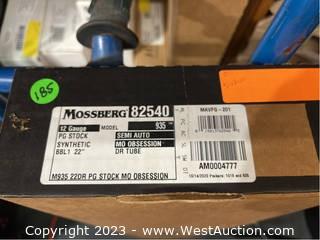 185
MOSSBERG 82540
12 Gauge MODEL 935
PG STOCK SEMI AUTO
SYNTHETIC MO OBSESSION
BBL1 22" DR TUBE
M935 22DR PG STOCK MO OBSESSION
MAVFG - 201
AM0004777
Copyright © 2023 - www.WestAuction.com